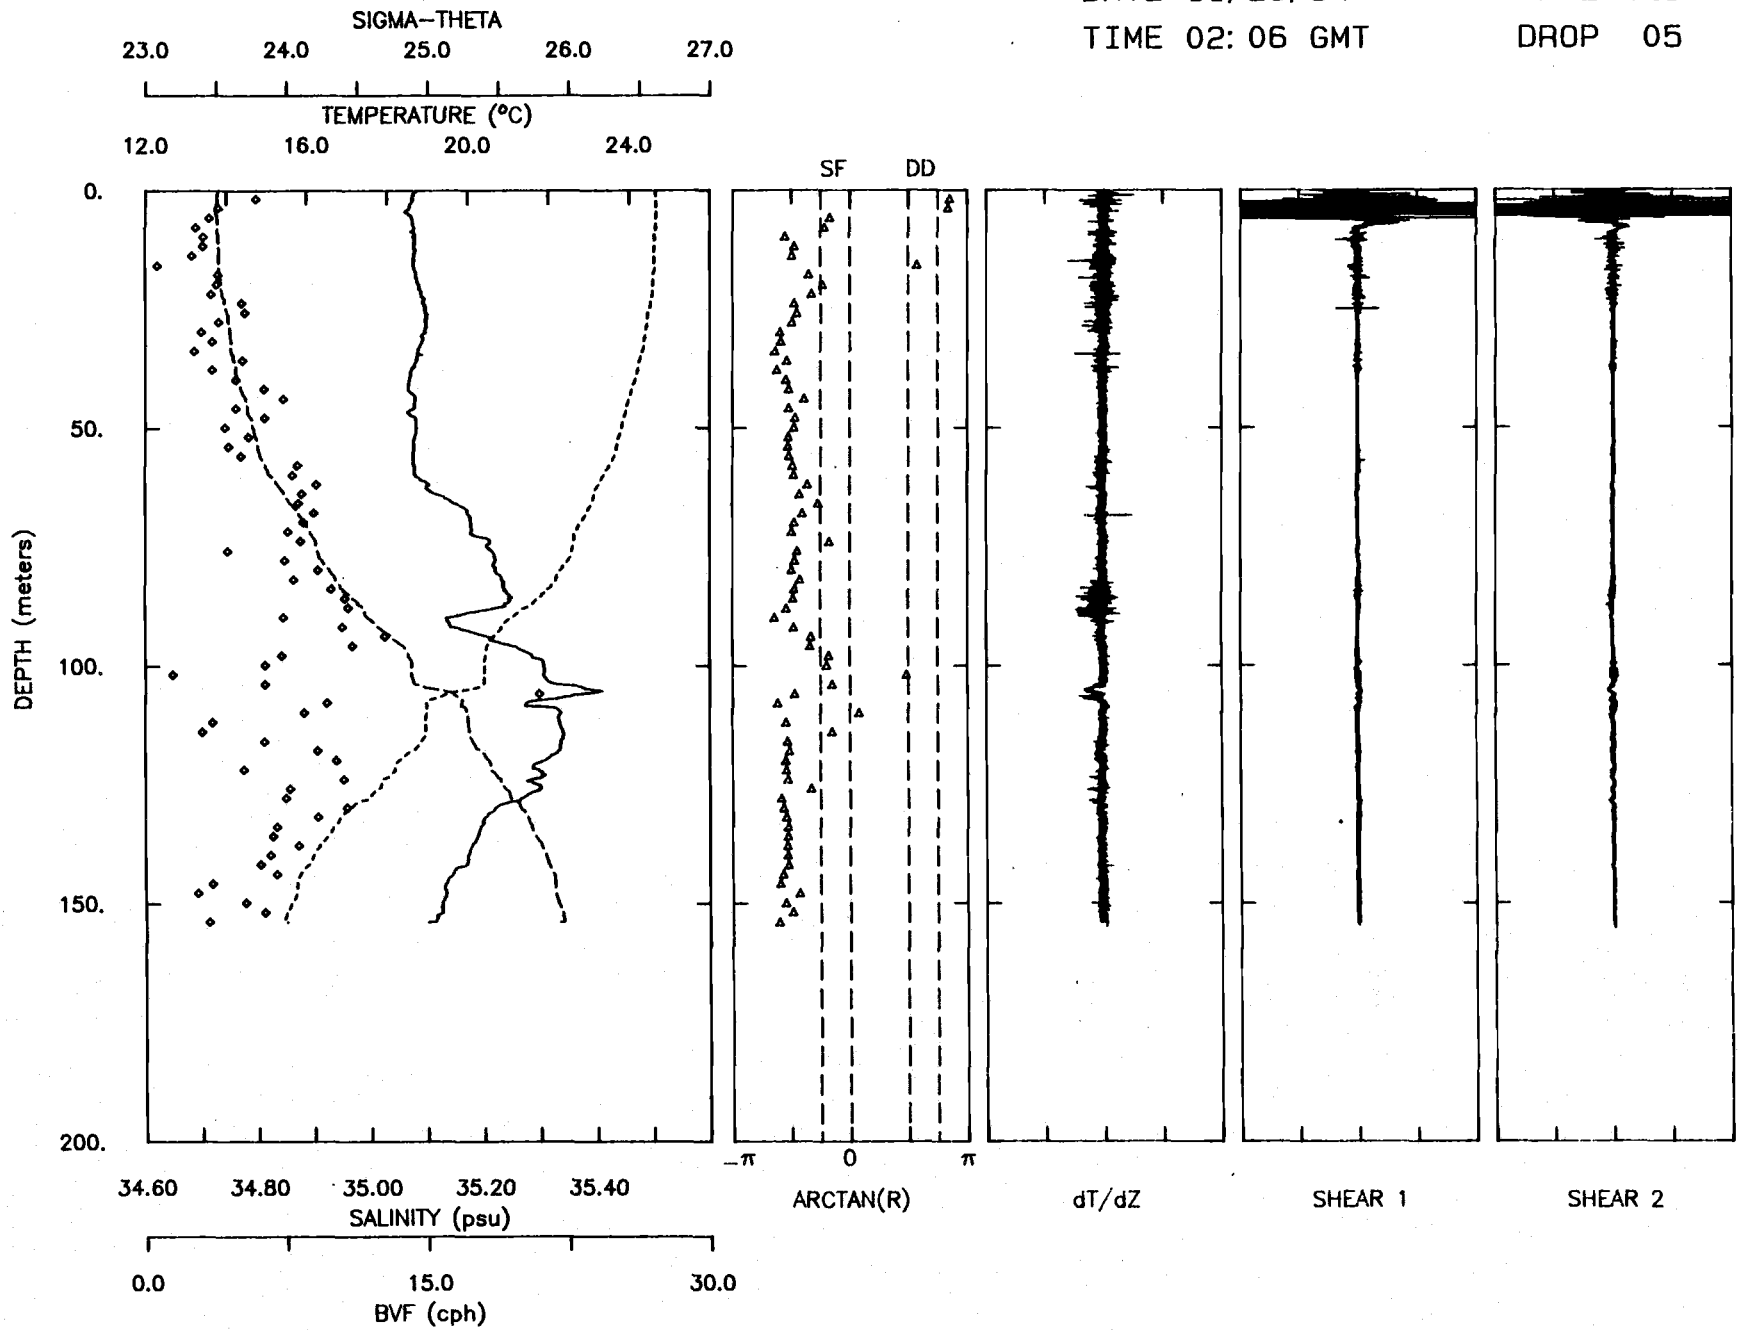 SIGMA-THETA
23.0 24.0 25.0 26.0 27.0
TIME 02:06 GMT DROP 05
TEMPERATURE (°C)
12.0 16.0 20.0 24.0
SF DD
0.
50.
100.
150.
200.
DEPTH (meters)
-π 0 π
34.60 34.80 35.00 35.20 35.40
SALINITY (psu)
ARCTAN(R) dT/dZ SHEAR 1 SHEAR 2
0.0 15.0 30.0
BVF (cph)